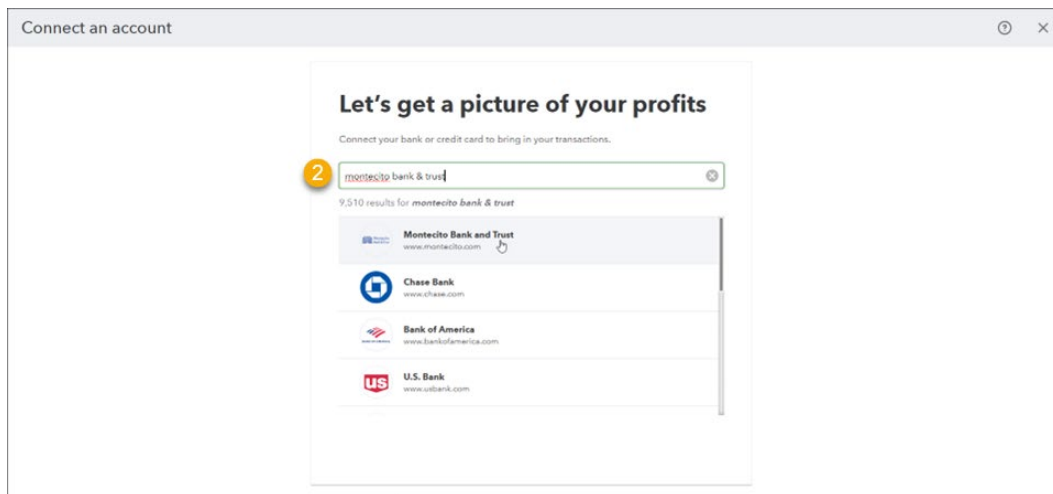 Connect an account
Let's get a picture of your profits
Connect your bank or credit card to bring in your transactions.
2
montecito bank & trust
9,510 results for montecito bank & trust
Montecito Bank and Trust
www.montecito.com
Chase Bank
www.chase.com
Bank of America
www.bankofamerica.com
us
U.S. Bank
www.usbank.com